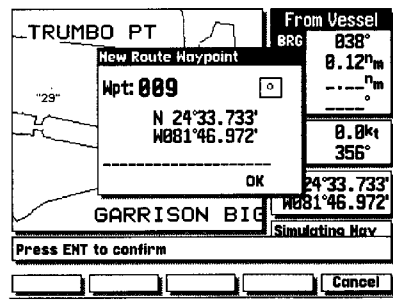 TRUMBO PT
"29"
GARRISON BIG
New Route Waypoint
Wpt: 009
N 24°33.733'
W081°46.972'
OK
From Vessel
BRG 038°
0.12nm
_.__nm
___°
0.0kt
356°
24°33.733'
W081°46.972'
Simulating Nav
Press ENT to confirm
Cancel